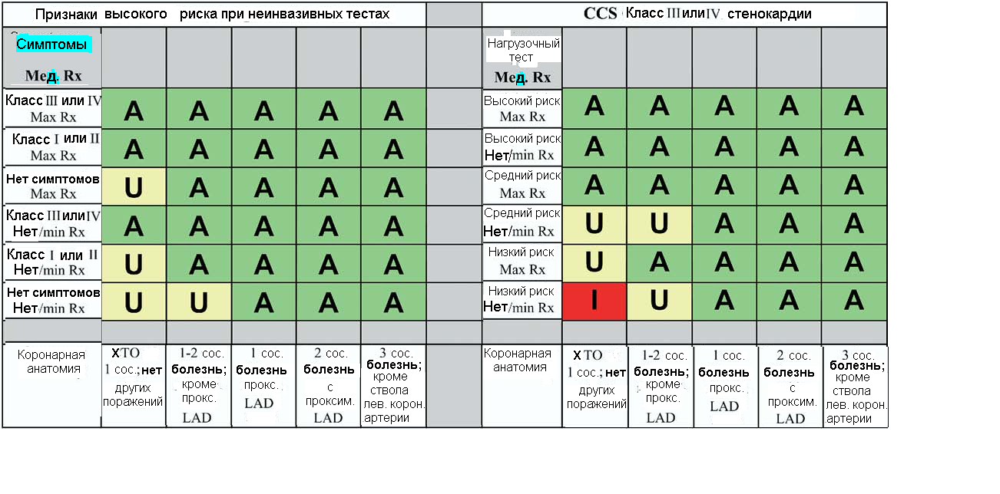 Признаки высокого риска при неинвазивных тестах
CCS Класс III или IV стенокардии
Симптомы
Мед. Rx
Нагрузочный
тест
Мед. Rx
Класс III или IV
Max Rx
A A A A A
Высокий риск
Max Rx
A A A A A
Класс I или II
Max Rx
A A A A A
Высокий риск
Нет/min Rx
A A A A A
Нет симптомов
Max Rx
U A A A A
Средний риск
Max Rx
A A A A A
Класс III или IV
Нет/min Rx
A A A A A
Средний риск
Нет/min Rx
U U A A A
Класс I или II
Нет/min Rx
U A A A A
Низкий риск
Max Rx
U A A A A
Нет симптомов
Нет/min Rx
U U A A A
Низкий риск
Нет/min Rx
I U A A A
Коронарная
анатомия
ХТО
1 сос.; нет
других
поражений
1-2 сос.
болезнь;
кроме
прокс.
LAD
1 сос.
болезнь
прокс.
LAD
2 сос.
болезнь
с
проксим.
LAD
3 сос.
болезнь;
кроме
ствола
лев. корон.
артерии
Коронарная
анатомия
ХТО
1 сос.; нет
других
поражений
1-2 сос.
болезнь;
кроме
прокс.
LAD
1 сос.
болезнь
прокс.
LAD
2 сос.
болезнь
с
проксим.
LAD
3 сос.
болезнь;
кроме
ствола
лев. корон.
артерии